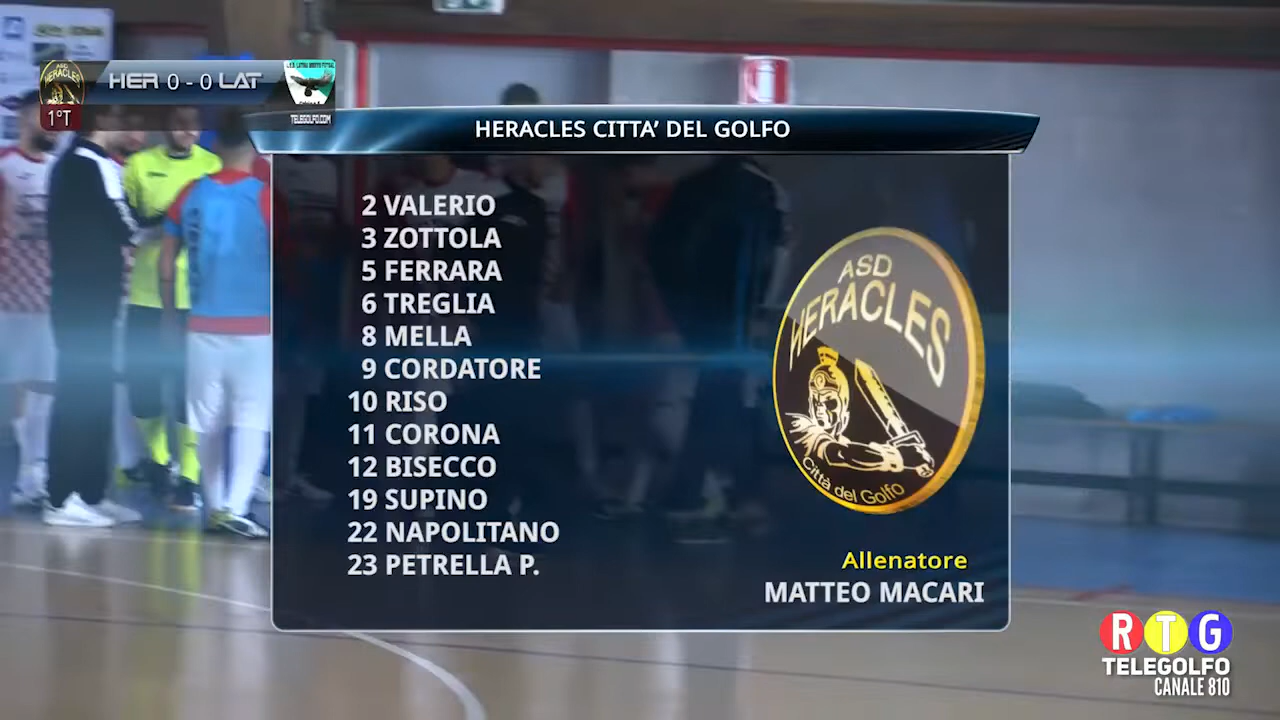 ASD
HERACLES
HER 0 - 0 LAT
1°T
TELEGOLFO.COM
HERACLES CITTA’ DEL GOLFO
2 VALERIO
3 ZOTTOLA
5 FERRARA
6 TREGLIA
8 MELLA
9 CORDATORE
10 RISO
11 CORONA
12 BISECCO
19 SUPINO
22 NAPOLITANO
23 PETRELLA P.
ASD
HERACLES
Città del Golfo
Allenatore
MATTEO MACARI
RTG
TELEGOLFO
CANALE 810